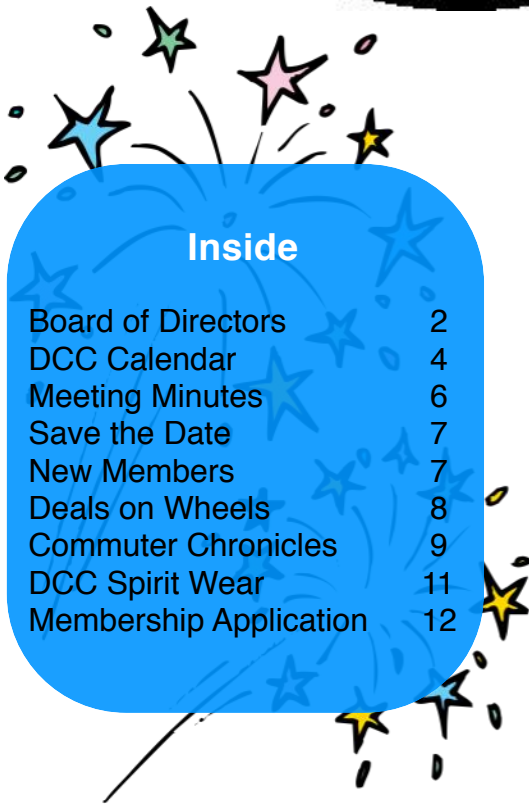 Inside
Board of Directors 2
DCC Calendar 4
Meeting Minutes 6
Save the Date 7
New Members 7
Deals on Wheels 8
Commuter Chronicles 9
DCC Spirit Wear 11
Membership Application 12